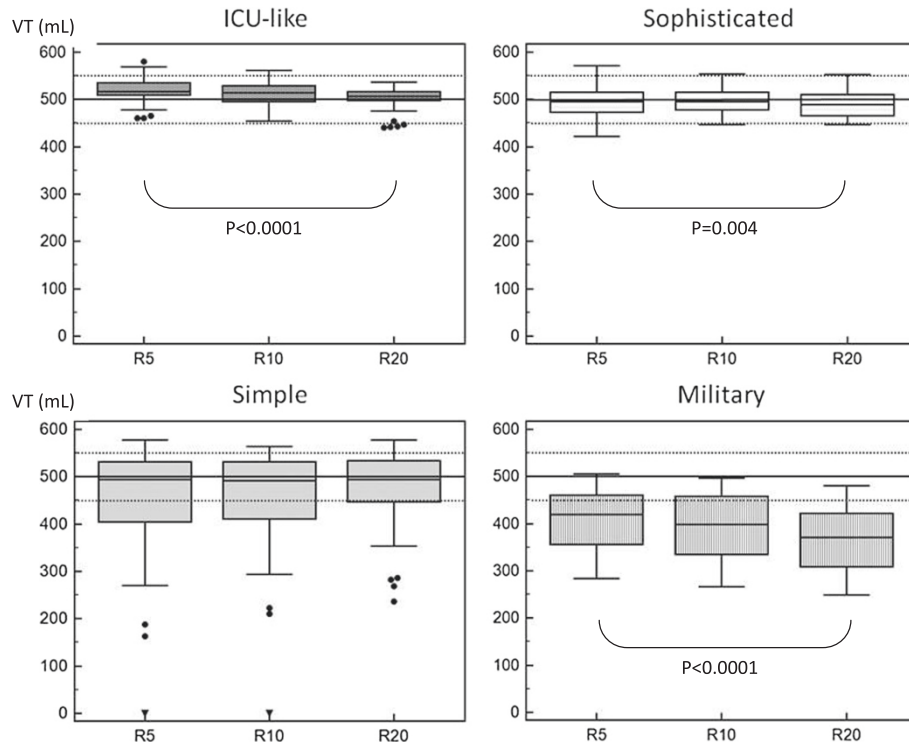 ICU-like
Sophisticated
VT (mL)
600
500
400
300
200
100
0
P<0.0001
R5 R10 R20
600
500
400
300
200
100
0
P=0.004
R5 R10 R20
Simple
Military
VT (mL)
600
500
400
300
200
100
0
R5 R10 R20
600
500
400
300
200
100
0
P<0.0001
R5 R10 R20